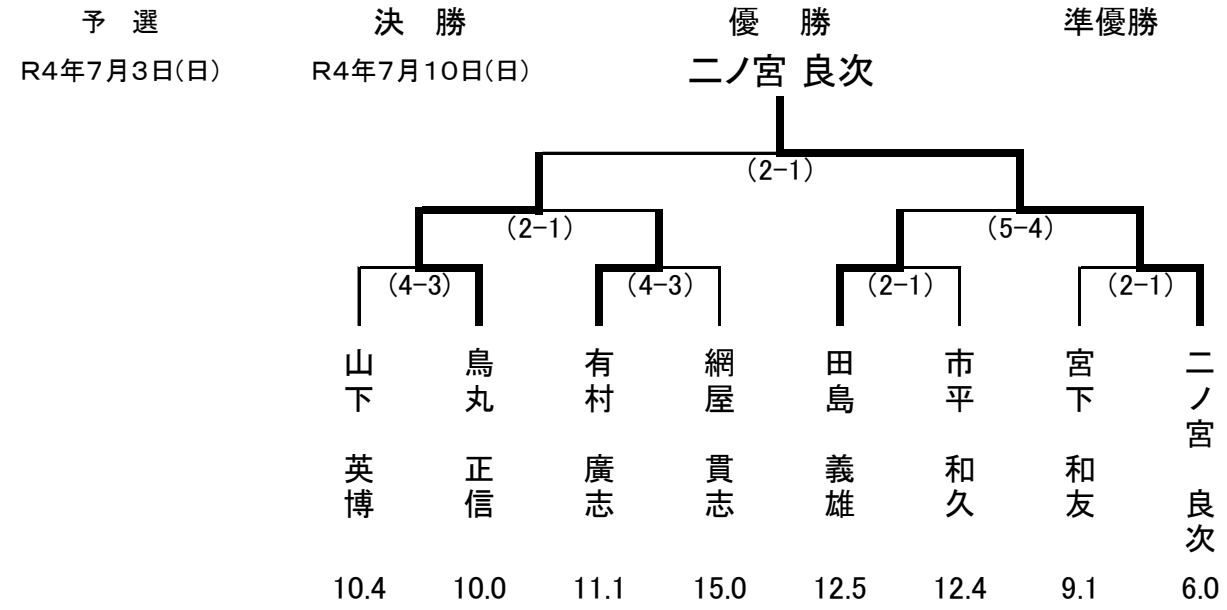 予 選 決 勝 優 勝 準優勝
R4年7月3日(日) R4年7月10日(日) 二ノ宮 良次
(2-1)
(2-1) (5-4)
(4-3) (4-3) (2-1) (2-1)
山下 英博
鳥丸 正信
有村 廣志
網屋 貫志
田島 義雄
市平 和久
宮下 和友
二ノ宮 良次
10.4 10.0 11.1 15.0 12.5 12.4 9.1 6.0